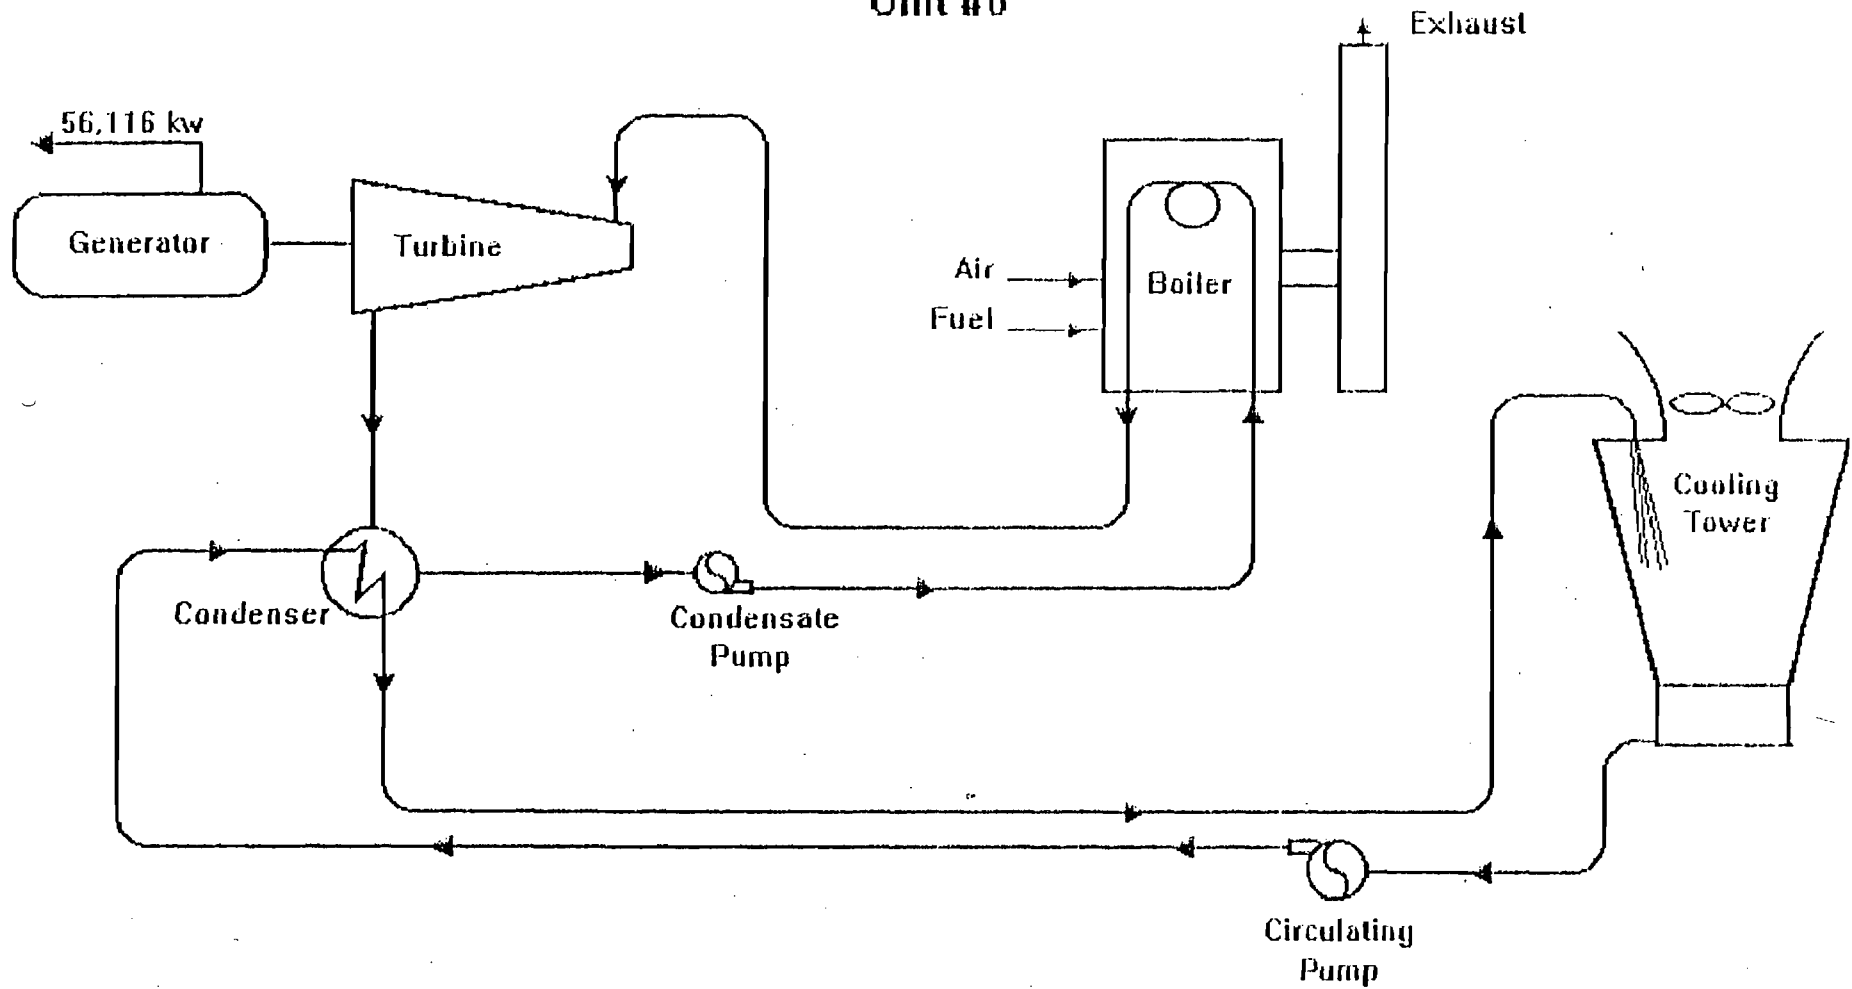 Exhaust
56,116 kw
Generator
Turbine
Air
Fuel
Boiler
Cooling
Tower
Condenser
Condensate
Pump
Circulating
Pump